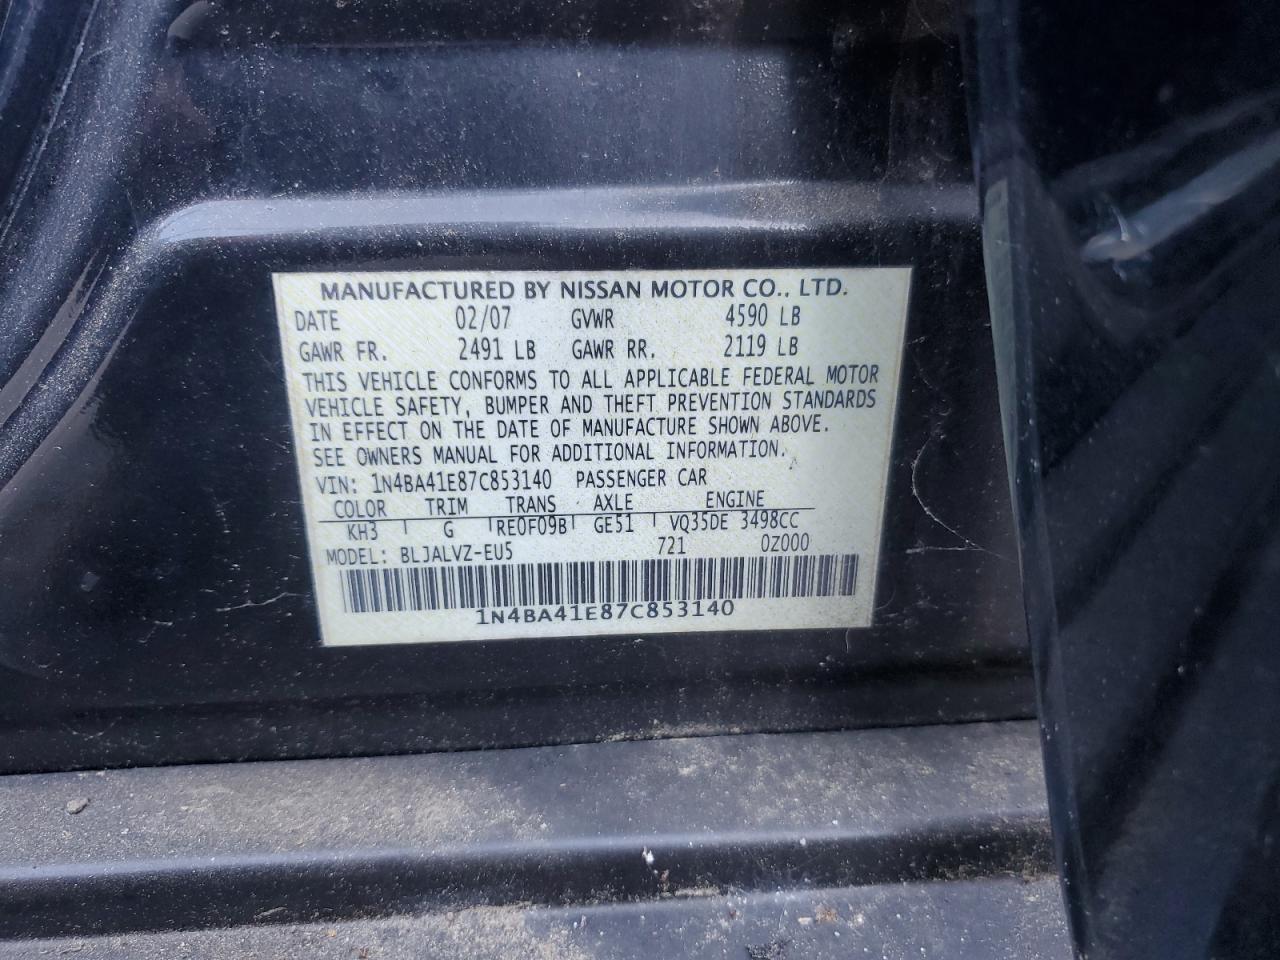 MANUFACTURED BY NISSAN MOTOR CO., LTD.
DATE 02/07 GVWR 4590 LB
GAWR FR. 2491 LB GAWR RR. 2119 LB
THIS VEHICLE CONFORMS TO ALL APPLICABLE FEDERAL MOTOR
VEHICLE SAFETY, BUMPER AND THEFT PREVENTION STANDARDS
IN EFFECT ON THE DATE OF MANUFACTURE SHOWN ABOVE.
SEE OWNERS MANUAL FOR ADDITIONAL INFORMATION.
VIN: 1N4BA41E87C853140 PASSENGER CAR
COLOR TRIM TRANS AXLE ENGINE
KH3 G RE0F09B GE51 VQ35DE 3498CC
MODEL: BLJALVZ-EU5 721 0Z000
1N4BA41E87C853140